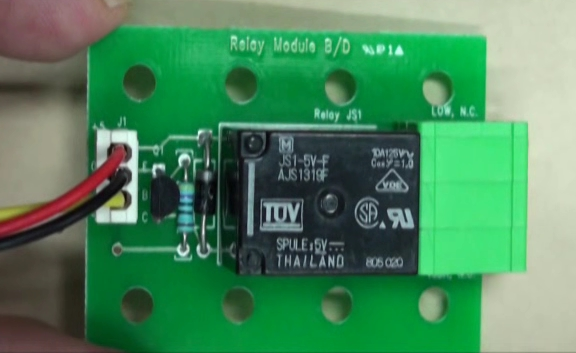 Relay Module B/D
Relay JS1
LOW, N.C.
J1
E
B
C
JS1-5V-F
AJS1319F
10A125V~
Cosφ=1.0
VDE
TÜV
SPULE:5V
THAILAND
805 020